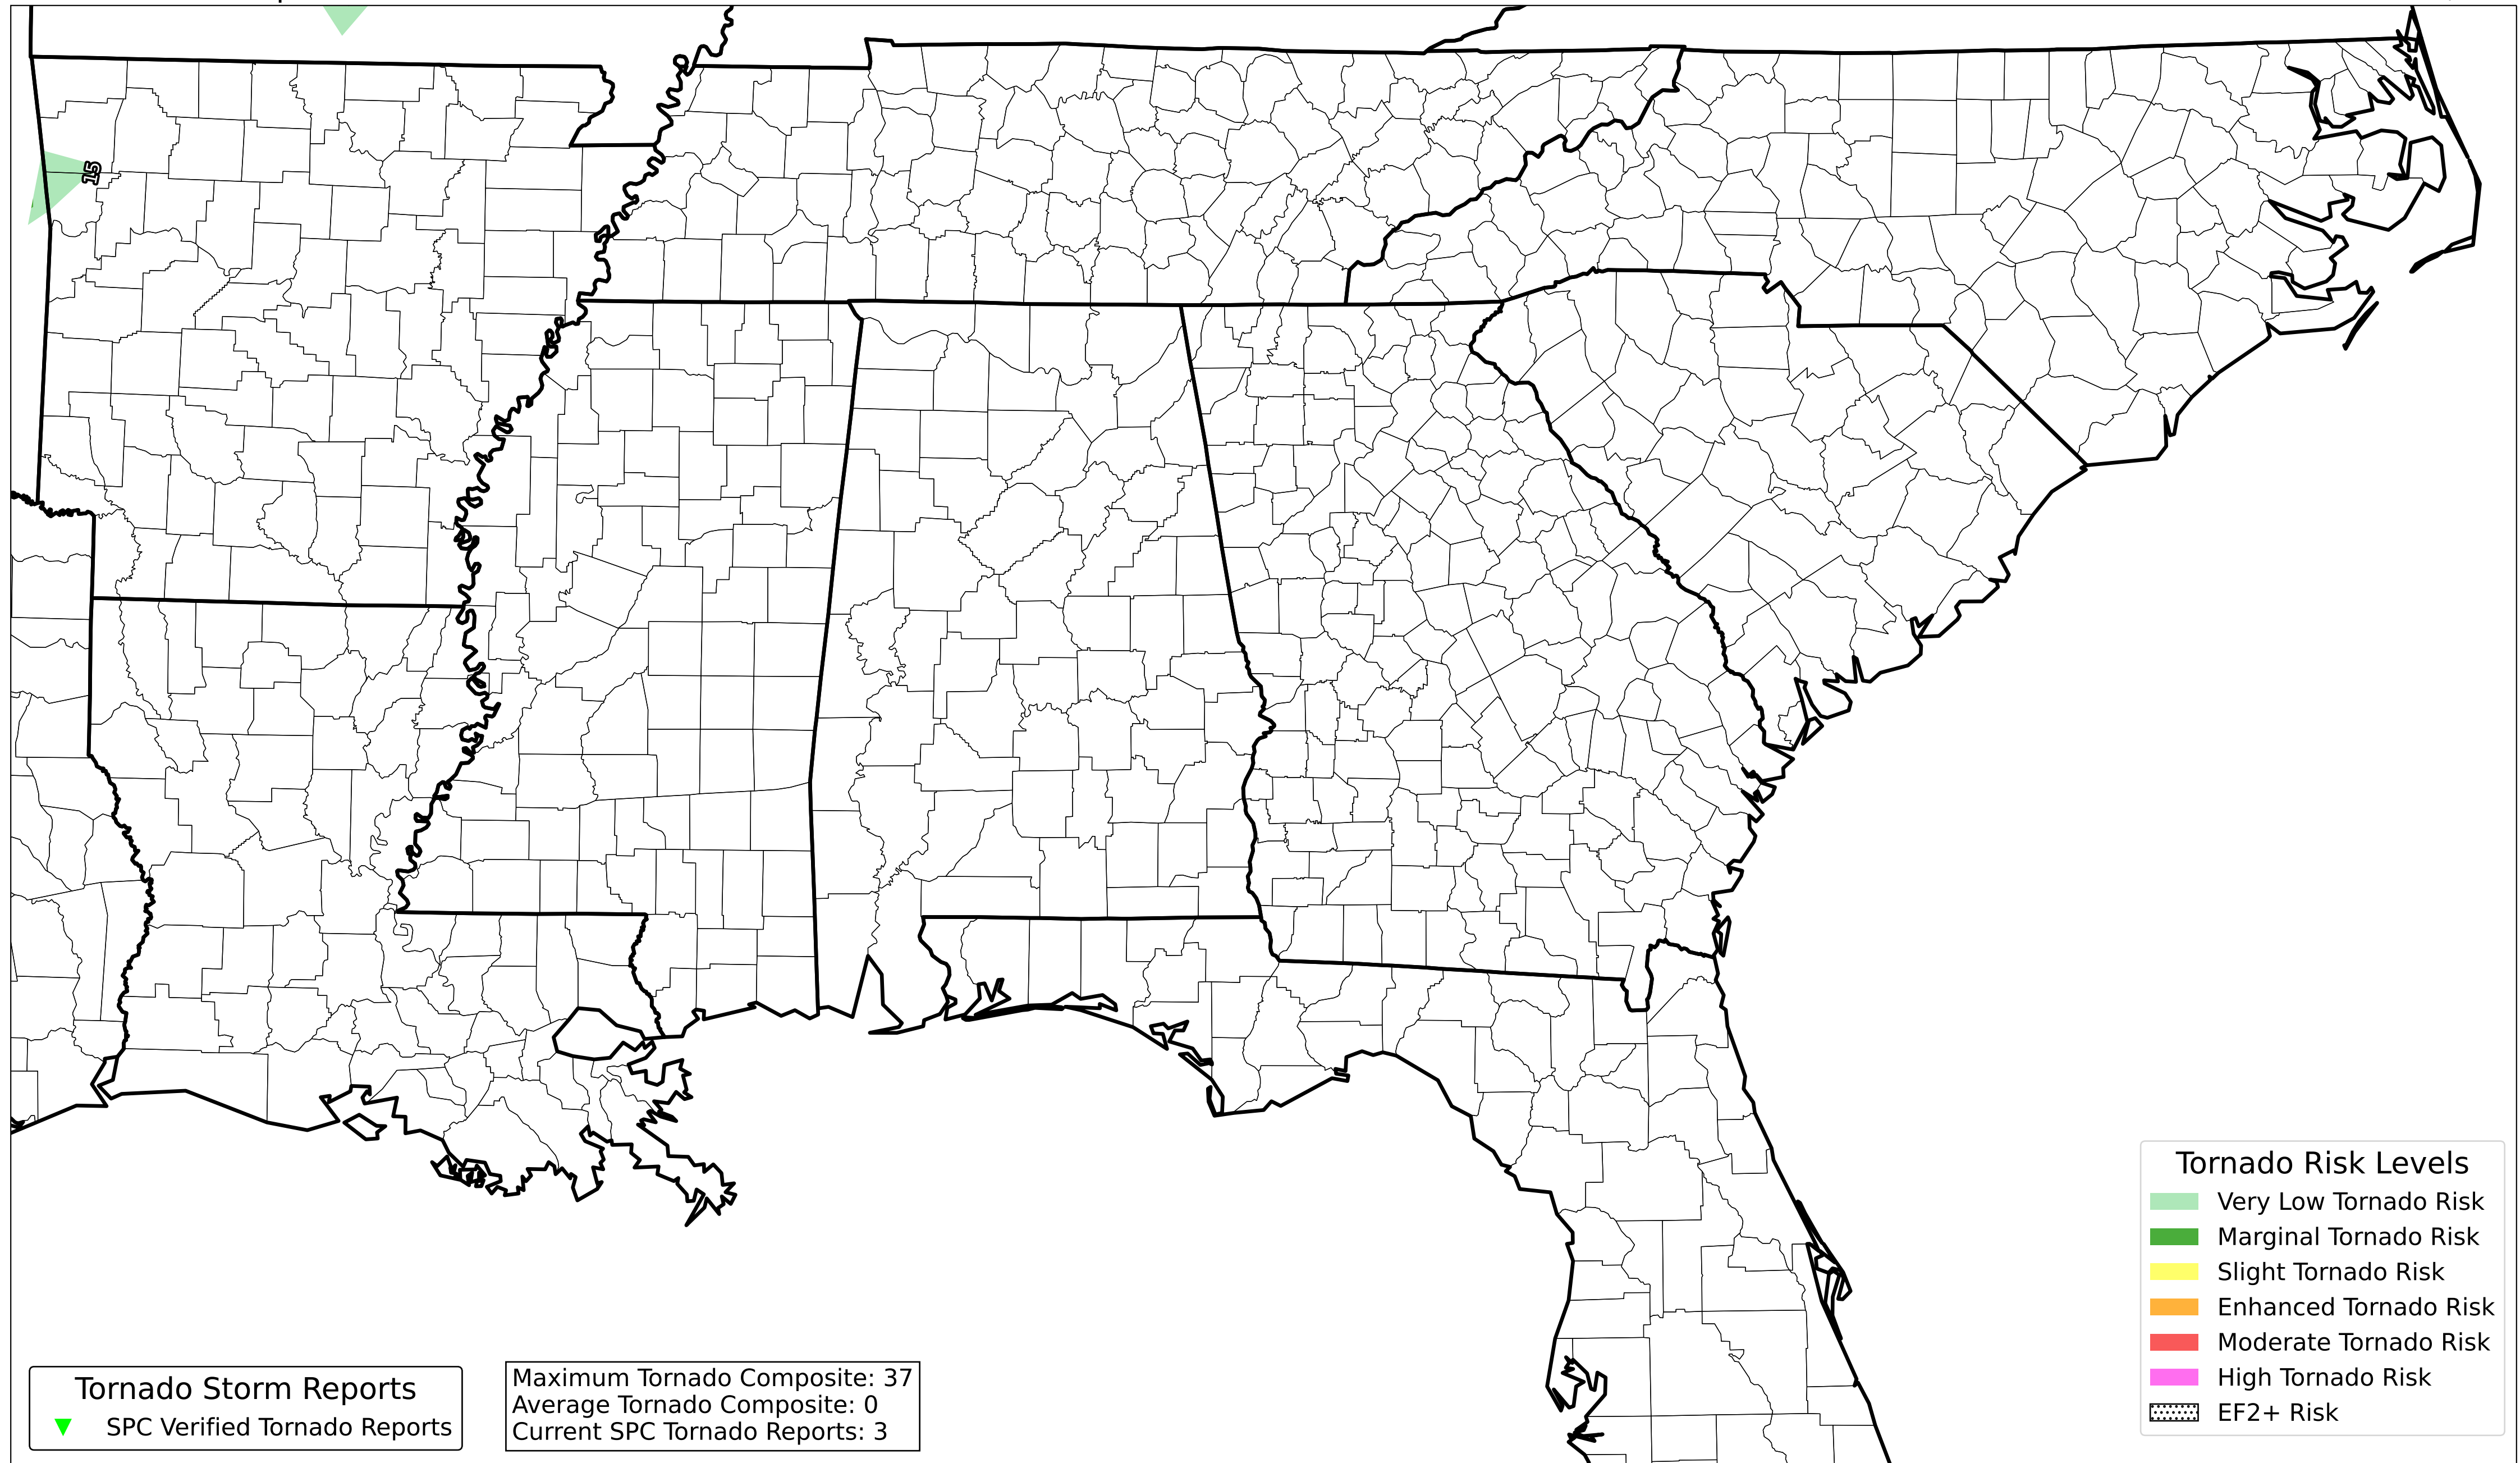 15
Tornado Risk Levels
Very Low Tornado Risk
Marginal Tornado Risk
Slight Tornado Risk
Enhanced Tornado Risk
Moderate Tornado Risk
High Tornado Risk
EF2+ Risk
Tornado Storm Reports
SPC Verified Tornado Reports
Maximum Tornado Composite: 37
Average Tornado Composite: 0
Current SPC Tornado Reports: 3